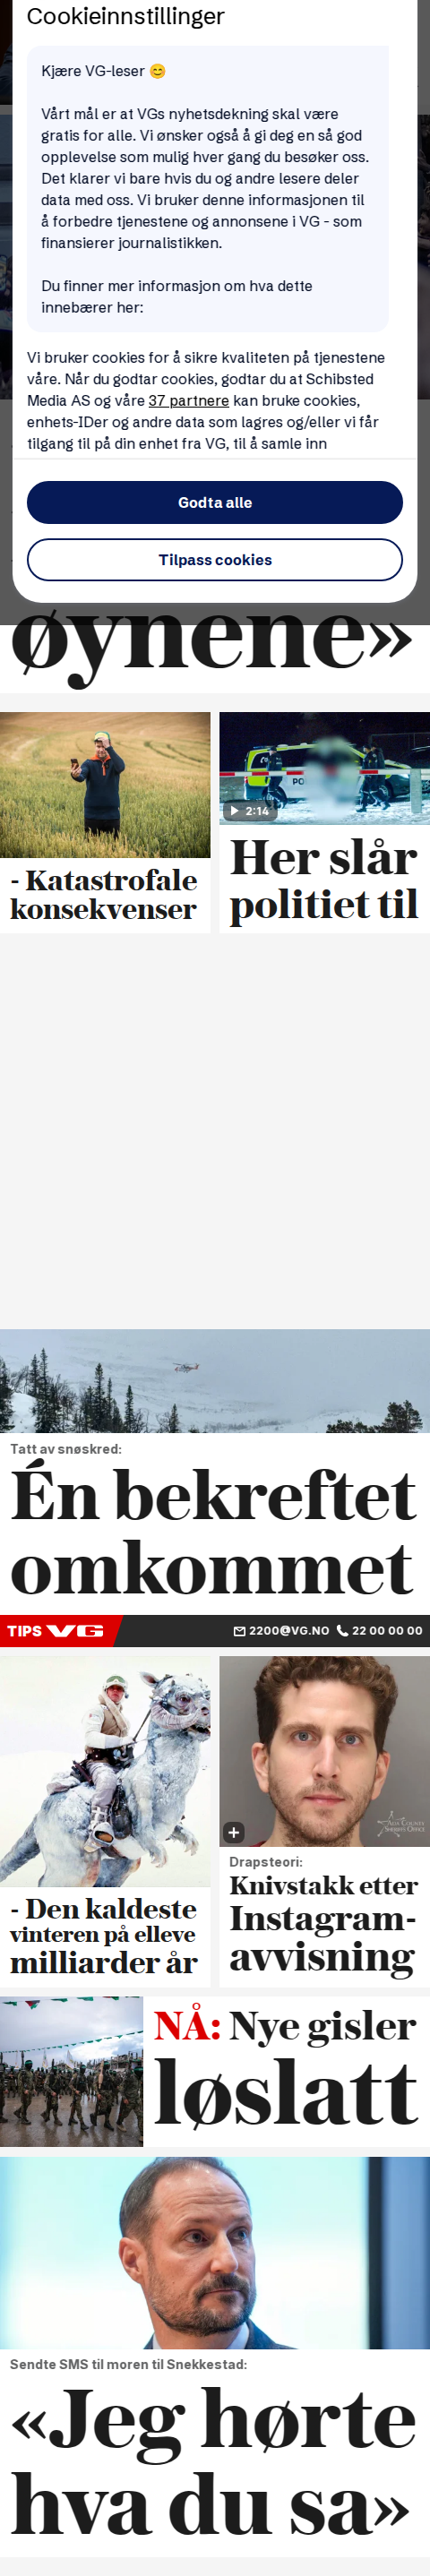 Cookieinnstillinger
Kjære VG-leser 😊
Vårt mål er at VGs nyhetsdekning skal være
gratis for alle. Vi ønsker også å gi deg en så god
opplevelse som mulig hver gang du besøker oss.
Det klarer vi bare hvis du og andre lesere deler
data med oss. Vi bruker denne informasjonen til
å forbedre tjenestene og annonsene i VG - som
finansierer journalistikken.
Du finner mer informasjon om hva dette
innebærer her:
Vi bruker cookies for å sikre kvaliteten på tjenestene
våre. Når du godtar cookies, godtar du at Schibsted
Media AS og våre 37 partnere kan bruke cookies,
enhets-IDer og andre data som lagres og/eller vi får
tilgang til på din enhet fra VG, til å samle inn
Godta alle
Tilpass cookies
øynene»
- Katastrofale
konsekvenser
2:14
Her slår
politiet til
Tatt av snøskred:
Én bekreftet
omkommet
TIPS VG 2200@VG.NO 22 00 00 00
- Den kaldeste
vinteren på elleve
milliarder år
ADA COUNTY
SHERIFF'S OFFICE
Drapsteori:
Knivstakk etter
Instagram-
avvisning
NÅ: Nye gisler
løslatt
Sendte SMS til moren til Snekkestad:
«Jeg hørte
hva du sa»